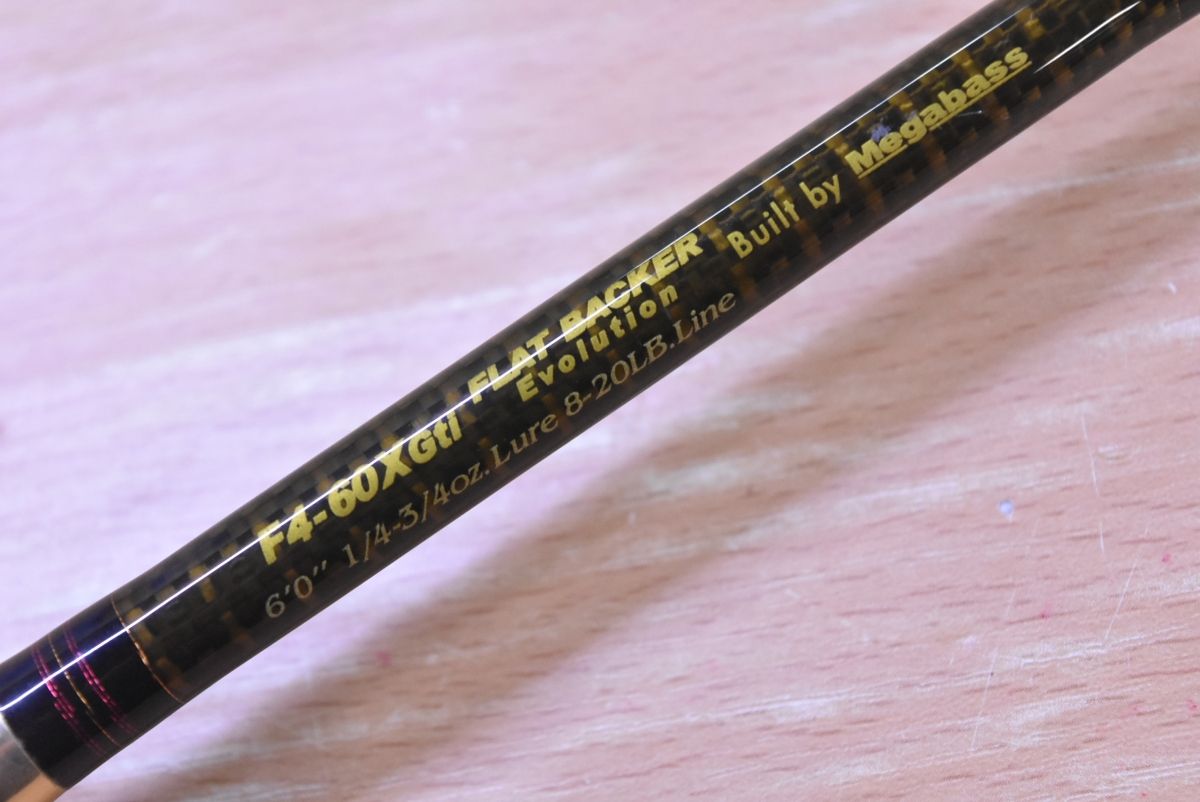 F4-60XGtI FLAT BACKER Built by Megabass
Evolution
6'0" 1/4-3/4oz.Lure 8-20LB.Line